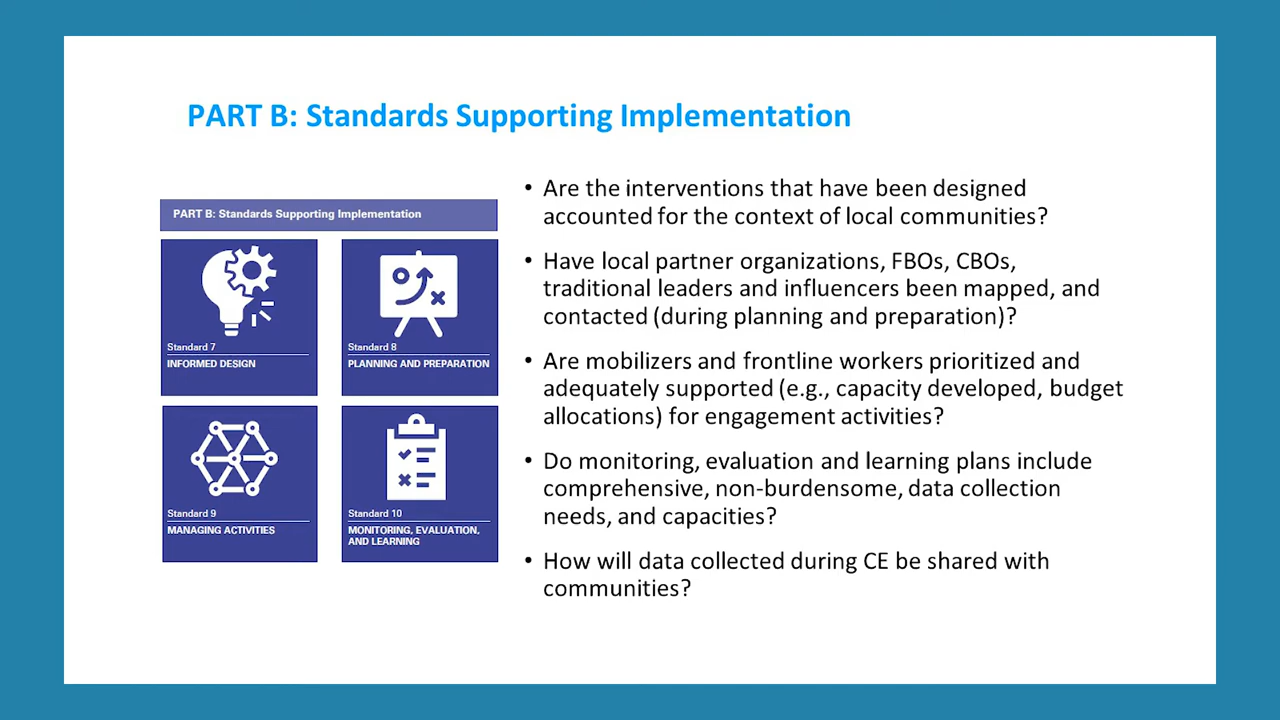 PART B: Standards Supporting Implementation
PART B: Standards Supporting Implementation
Standard 7
INFORMED DESIGN
Standard 8
PLANNING AND PREPARATION
Standard 9
MANAGING ACTIVITIES
Standard 10
MONITORING, EVALUATION,
AND LEARNING
• Are the interventions that have been designed
accounted for the context of local communities?
• Have local partner organizations, FBOs, CBOs,
traditional leaders and influencers been mapped, and
contacted (during planning and preparation)?
• Are mobilizers and frontline workers prioritized and
adequately supported (e.g., capacity developed, budget
allocations) for engagement activities?
• Do monitoring, evaluation and learning plans include
comprehensive, non-burdensome, data collection
needs, and capacities?
• How will data collected during CE be shared with
communities?